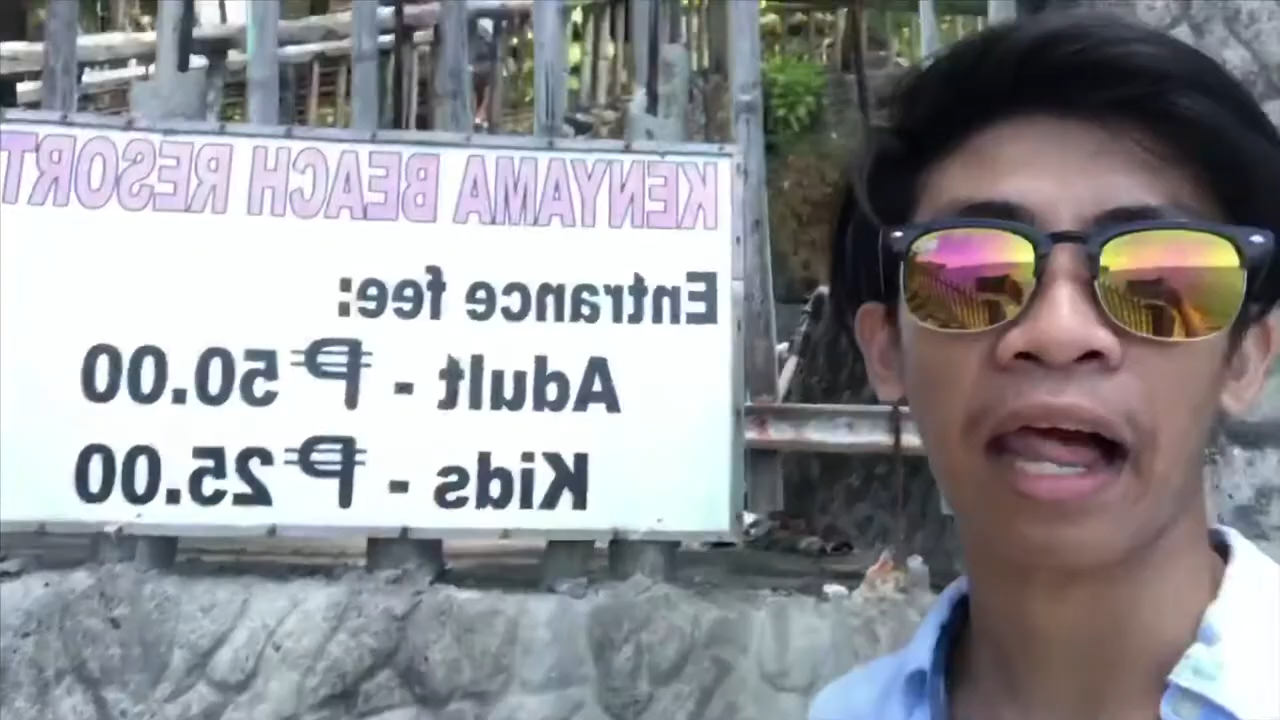 KENYAMA BEACH RESORT
Entrance fee:
Adult - ₱ 50.00
Kids - ₱ 25.00